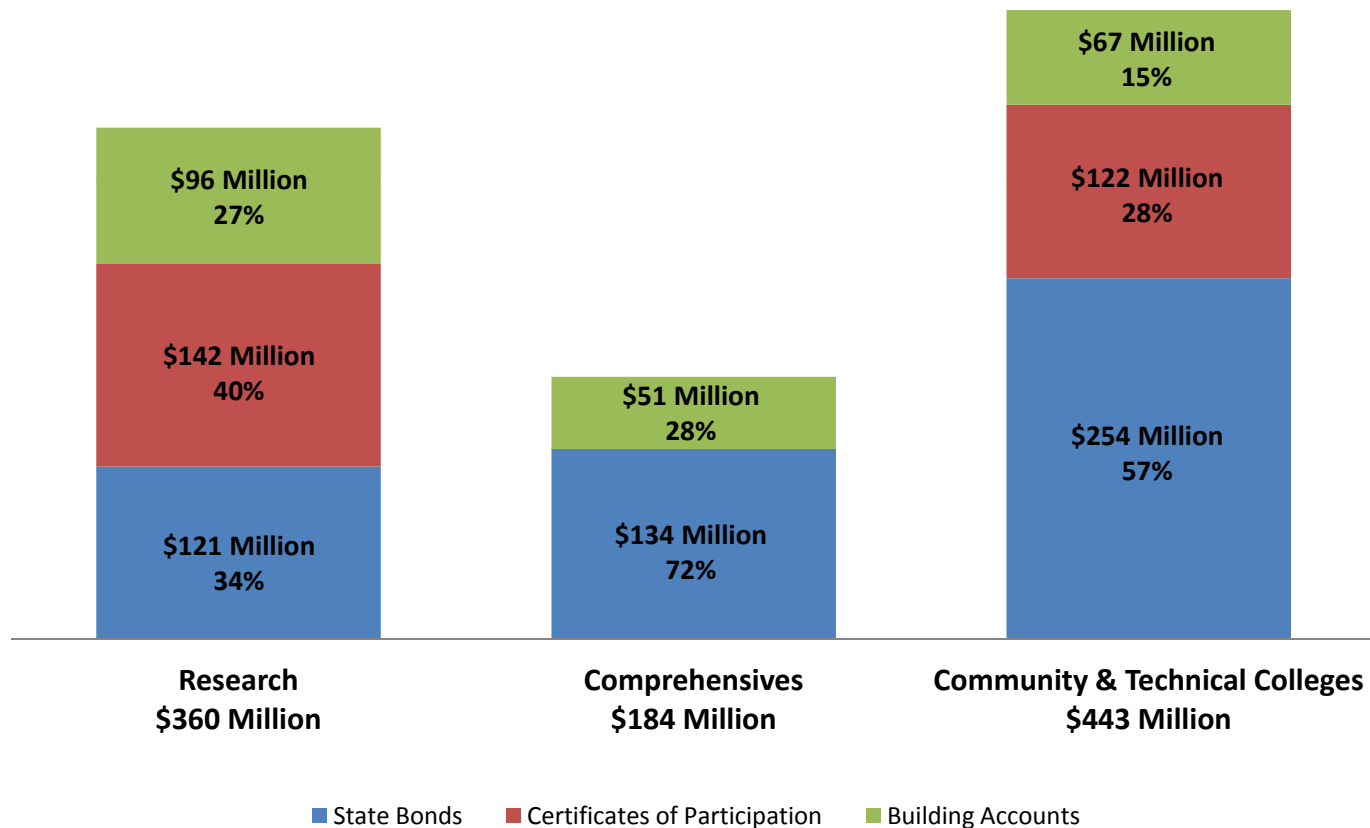 $67 Million
15%
$96 Million
27%
$122 Million
28%
$142 Million
40%
$51 Million
28%
$254 Million
57%
$121 Million
34%
$134 Million
72%
Research
$360 Million
Comprehensives
$184 Million
Community & Technical Colleges
$443 Million
State Bonds
Certificates of Participation
Building Accounts